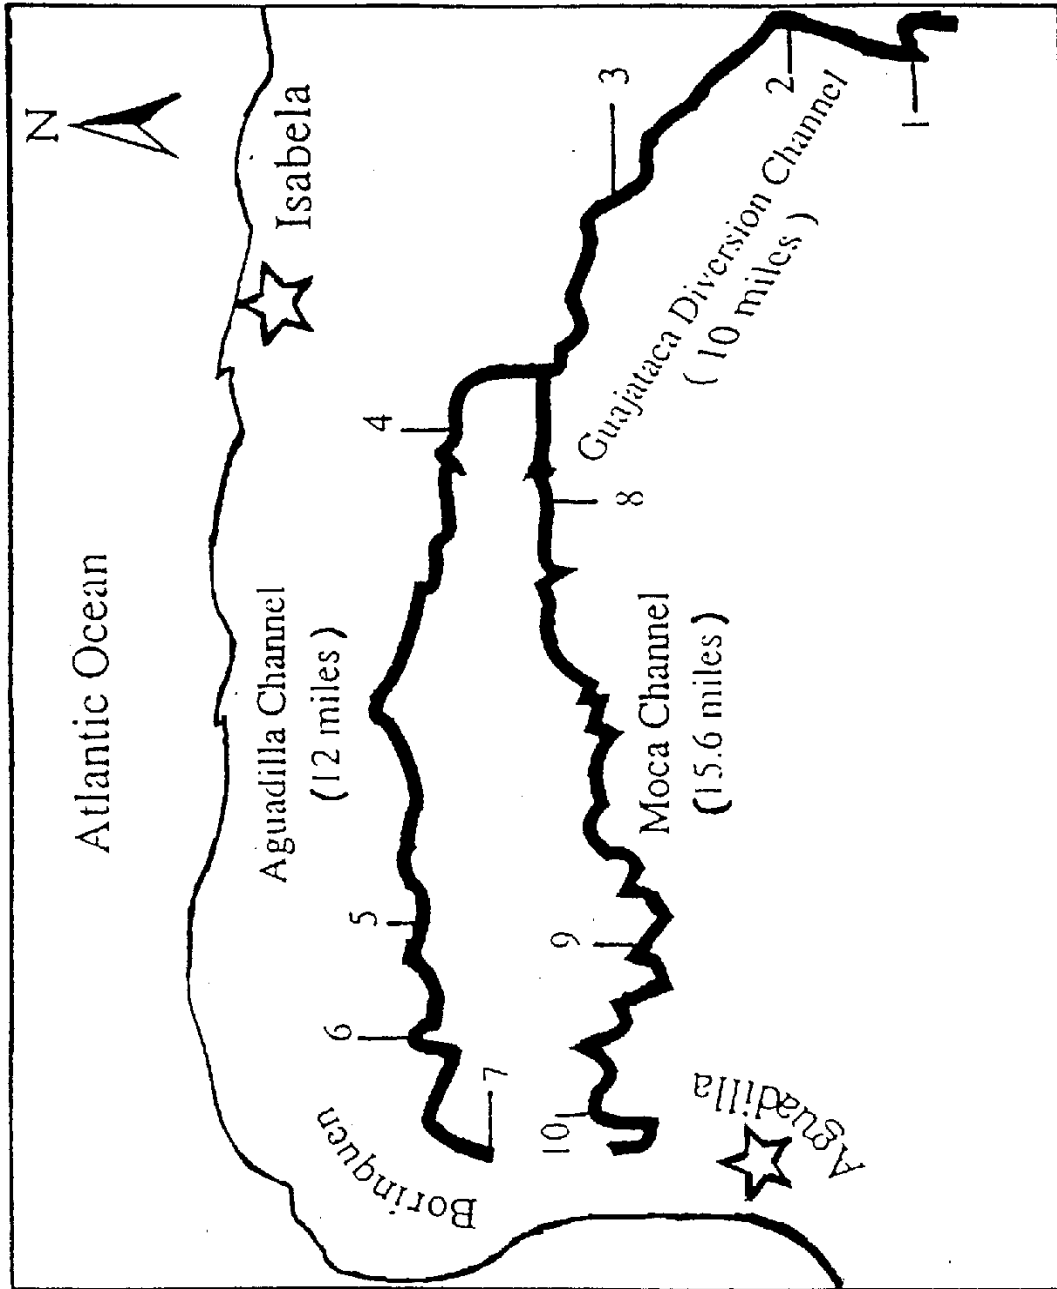 N
Atlantic Ocean
Isabela
Aguadilla Channel
(12 miles)
Borinquen
1
2
3
4
5
6
7
8
9
10
Guajataca Diversion Channel
( 10 miles )
Moca Channel
(15.6 miles)
Aguadilla